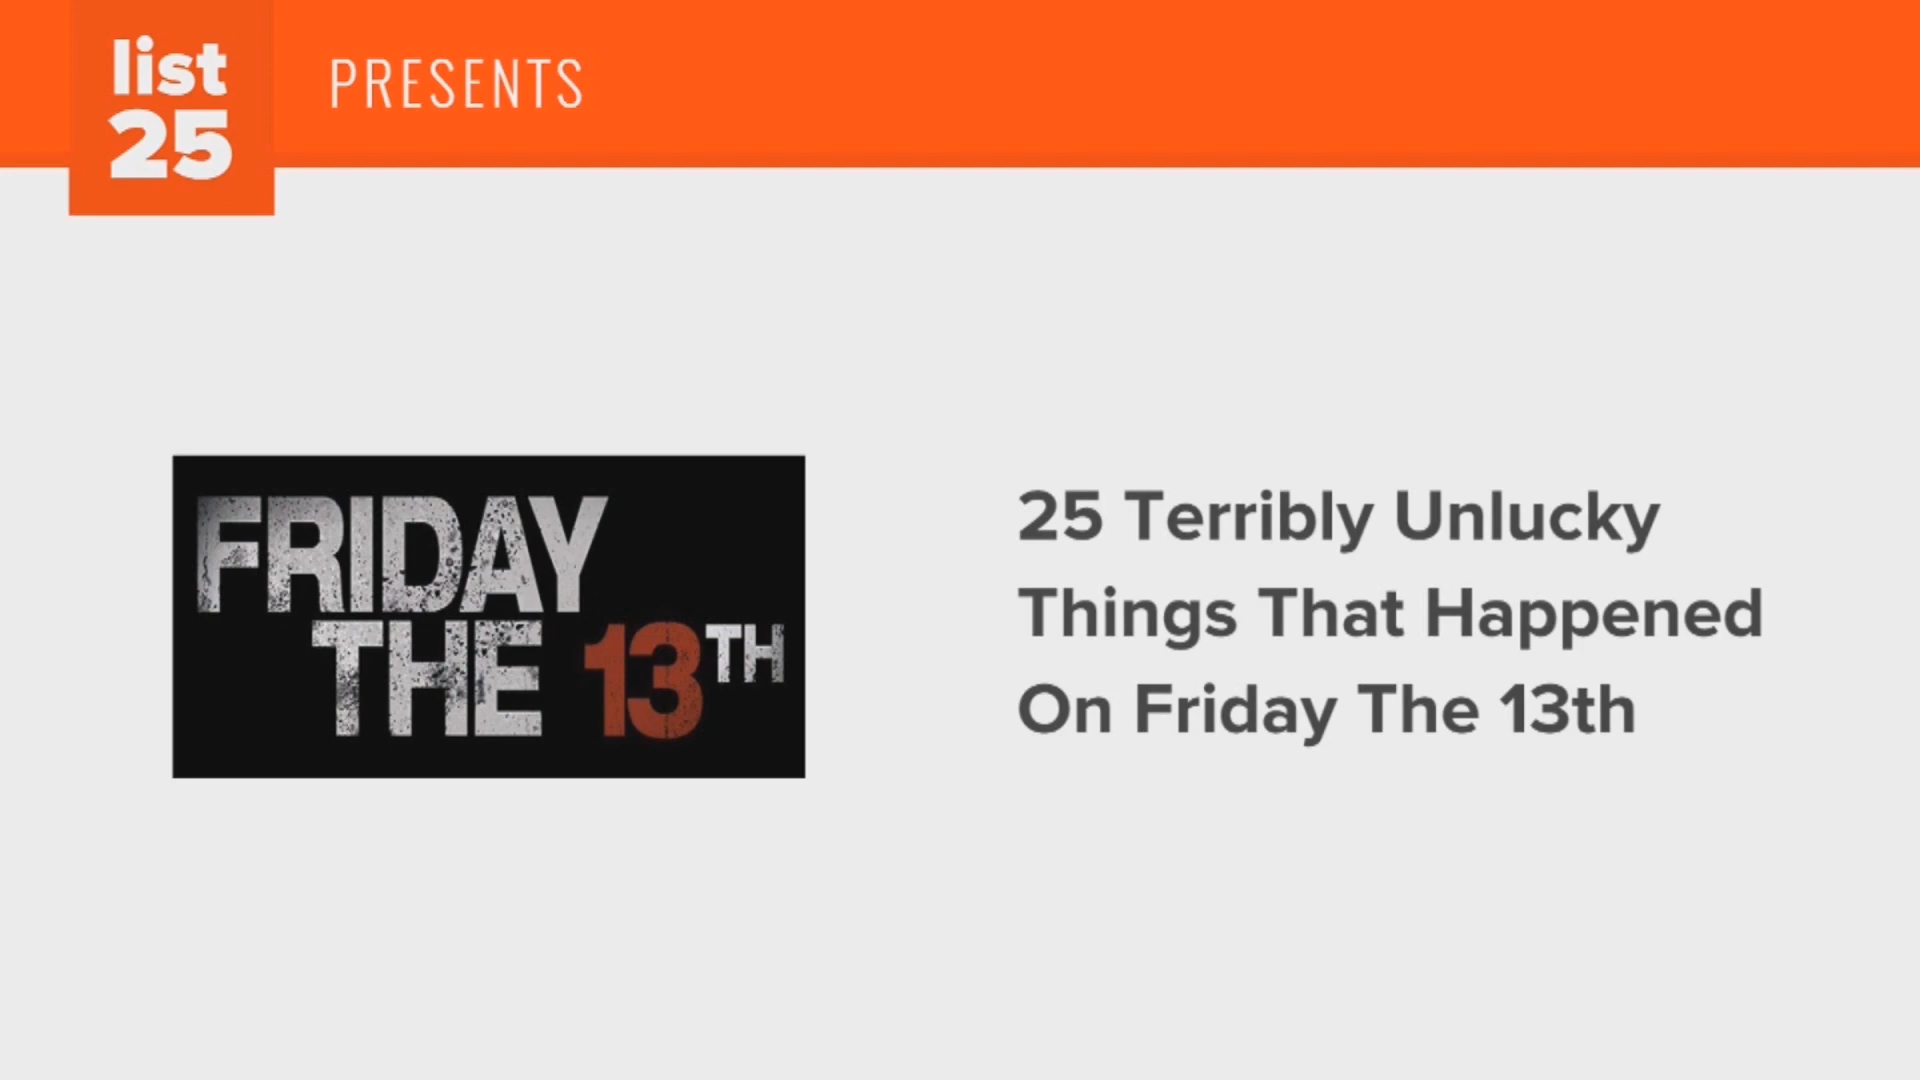 list
25
PRESENTS
FRIDAY
THE 13TH
25 Terribly Unlucky
Things That Happened
On Friday The 13th